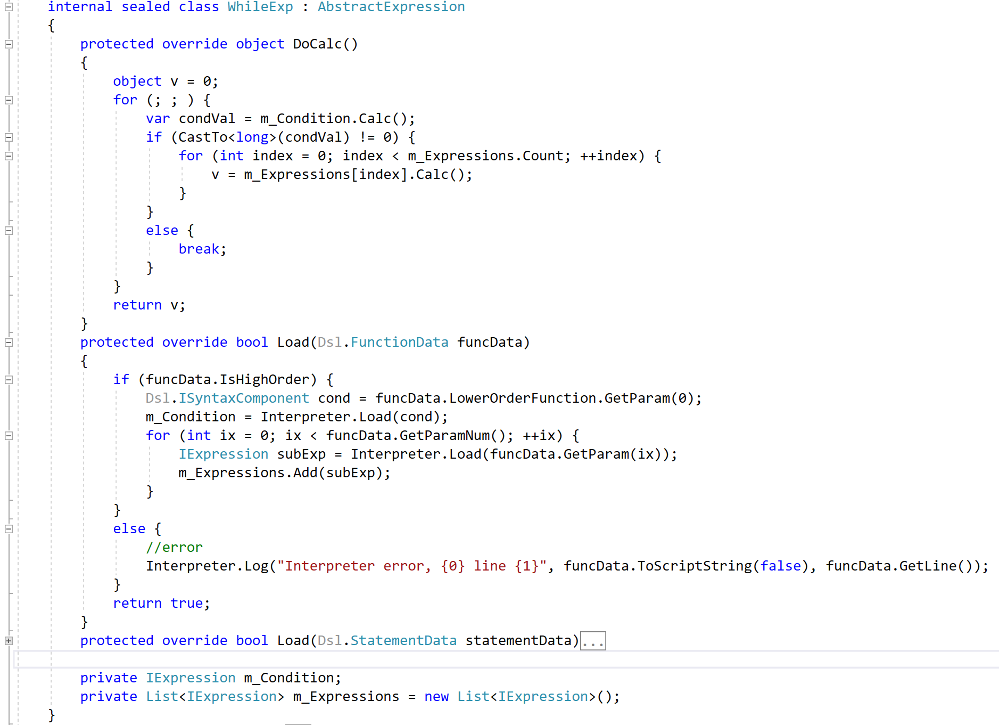 internal sealed class WhileExp : AbstractExpression
{
    protected override object DoCalc()
    {
        object v = 0;
        for (; ; ) {
            var condVal = m_Condition.Calc();
            if (CastTo<long>(condVal) != 0) {
                for (int index = 0; index < m_Expressions.Count; ++index) {
                    v = m_Expressions[index].Calc();
                }
            }
            else {
                break;
            }
        }
        return v;
    }
    protected override bool Load(Dsl.FunctionData funcData)
    {
        if (funcData.IsHighOrder) {
            Dsl.ISyntaxComponent cond = funcData.LowerOrderFunction.GetParam(0);
            m_Condition = Interpreter.Load(cond);
            for (int ix = 0; ix < funcData.GetParamNum(); ++ix) {
                IExpression subExp = Interpreter.Load(funcData.GetParam(ix));
                m_Expressions.Add(subExp);
            }
        }
        else {
            //error
            Interpreter.Log("Interpreter error, {0} line {1}", funcData.ToScriptString(false), funcData.GetLine());
        }
        return true;
    }
    protected override bool Load(Dsl.StatementData statementData)...

    private IExpression m_Condition;
    private List<IExpression> m_Expressions = new List<IExpression>();
}